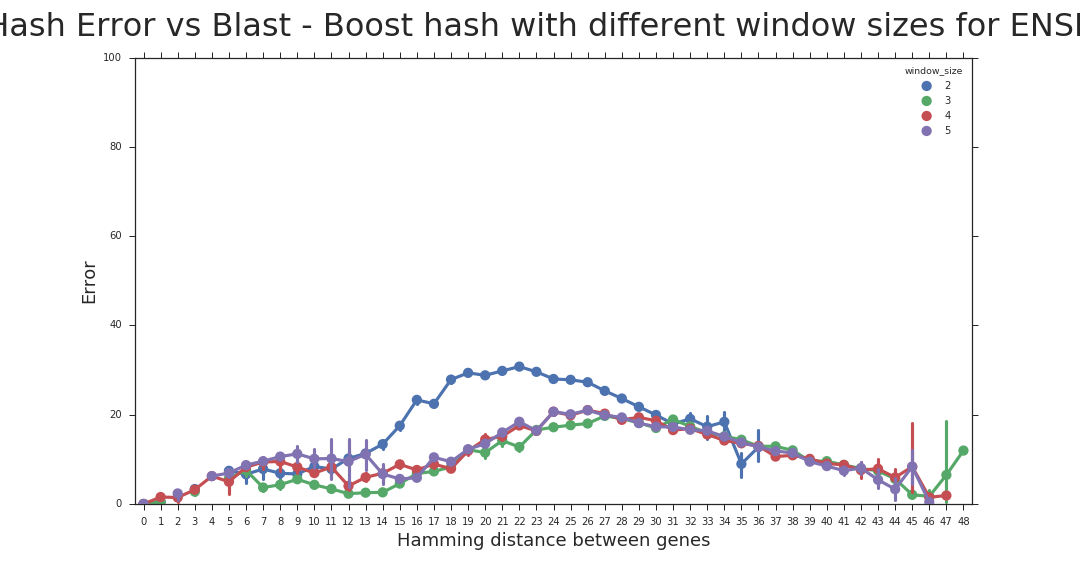 Hash Error vs Blast - Boost hash with different window sizes for ENS
100
80
60
40
20
0
Error
window_size
2
3
4
5
0 1 2 3 4 5 6 7 8 9 10 11 12 13 14 15 16 17 18 19 20 21 22 23 24 25 26 27 28 29 30 31 32 33 34 35 36 37 38 39 40 41 42 43 44 45 46 47 48
Hamming distance between genes